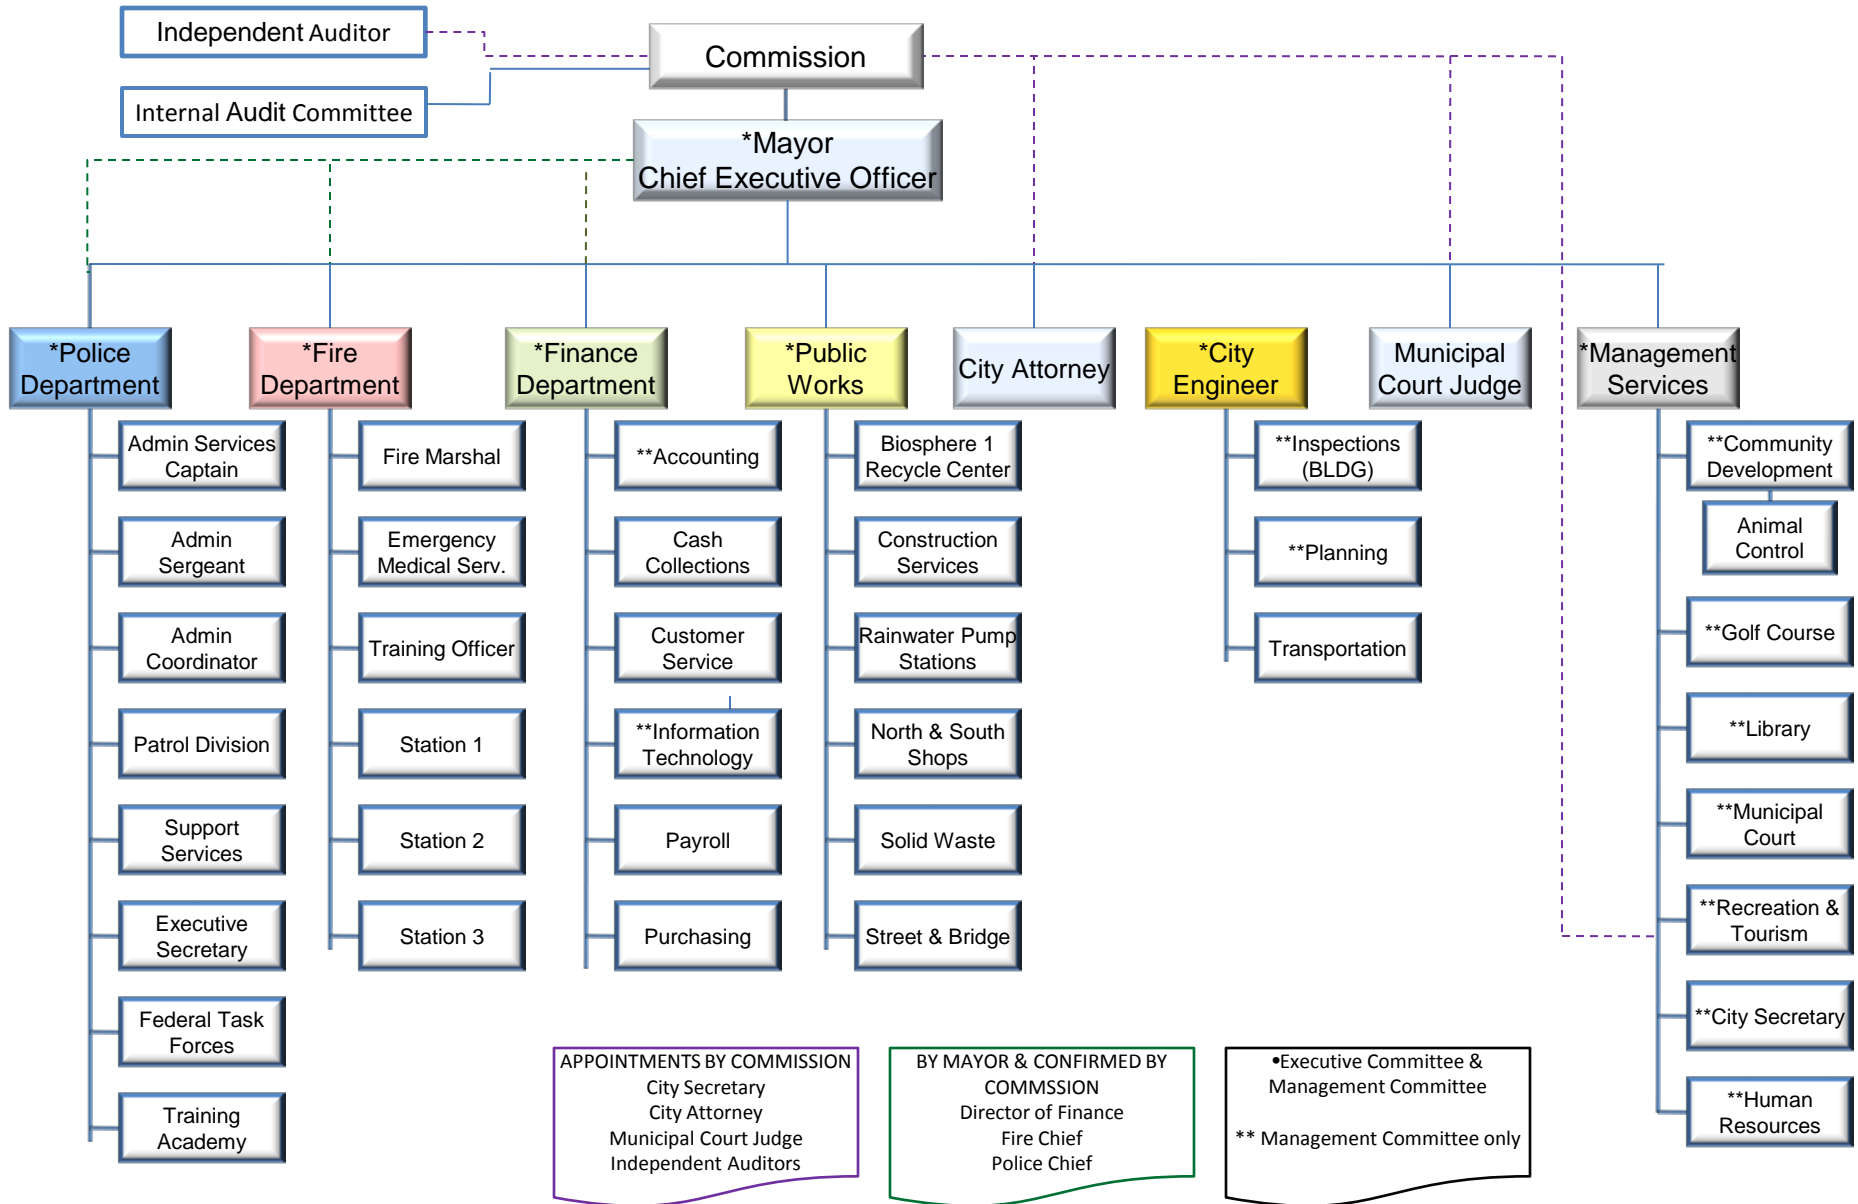 Independent Auditor
Commission
Internal Audit Committee
*Mayor
Chief Executive Officer
*Police
Department
*Fire
Department
*Finance
Department
*Public
Works
City Attorney
*City
Engineer
Municipal
Court Judge
*Management
Services
Admin Services
Captain
Admin
Sergeant
Admin
Coordinator
Patrol Division
Support
Services
Executive
Secretary
Federal Task
Forces
Training
Academy
Fire Marshal
Emergency
Medical Serv.
Training Officer
Station 1
Station 2
Station 3
**Accounting
Cash
Collections
Customer
Service
**Information
Technology
Payroll
Purchasing
Biosphere 1
Recycle Center
Construction
Services
Rainwater Pump
Stations
North & South
Shops
Solid Waste
Street & Bridge
**Inspections
(BLDG)
**Planning
Transportation
**Community
Development
Animal
Control
**Golf Course
**Library
**Municipal
Court
**Recreation &
Tourism
**City Secretary
**Human
Resources
APPOINTMENTS BY COMMISSION
City Secretary
City Attorney
Municipal Court Judge
Independent Auditors
BY MAYOR & CONFIRMED BY
COMMSSION
Director of Finance
Fire Chief
Police Chief
•Executive Committee &
Management Committee
** Management Committee only